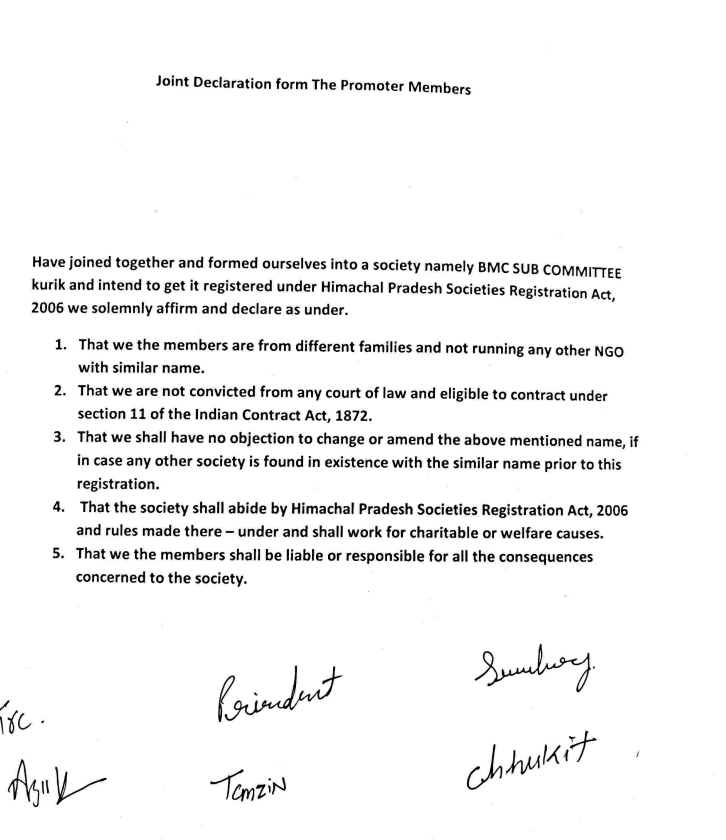 Joint Declaration form The Promoter Members
Have joined together and formed ourselves into a society namely BMC SUB COMMITTEE
kurik and intend to get it registered under Himachal Pradesh Societies Registration Act,
2006 we solemnly affirm and declare as under.
1. That we the members are from different families and not running any other NGO
with similar name.
2. That we are not convicted from any court of law and eligible to contract under
section 11 of the Indian Contract Act, 1872.
3. That we shall have no objection to change or amend the above mentioned name, if
in case any other society is found in existence with the similar name prior to this
registration.
4. That the society shall abide by Himachal Pradesh Societies Registration Act, 2006
and rules made there – under and shall work for charitable or welfare causes.
5. That we the members shall be liable or responsible for all the consequences
concerned to the society.
Chhukit